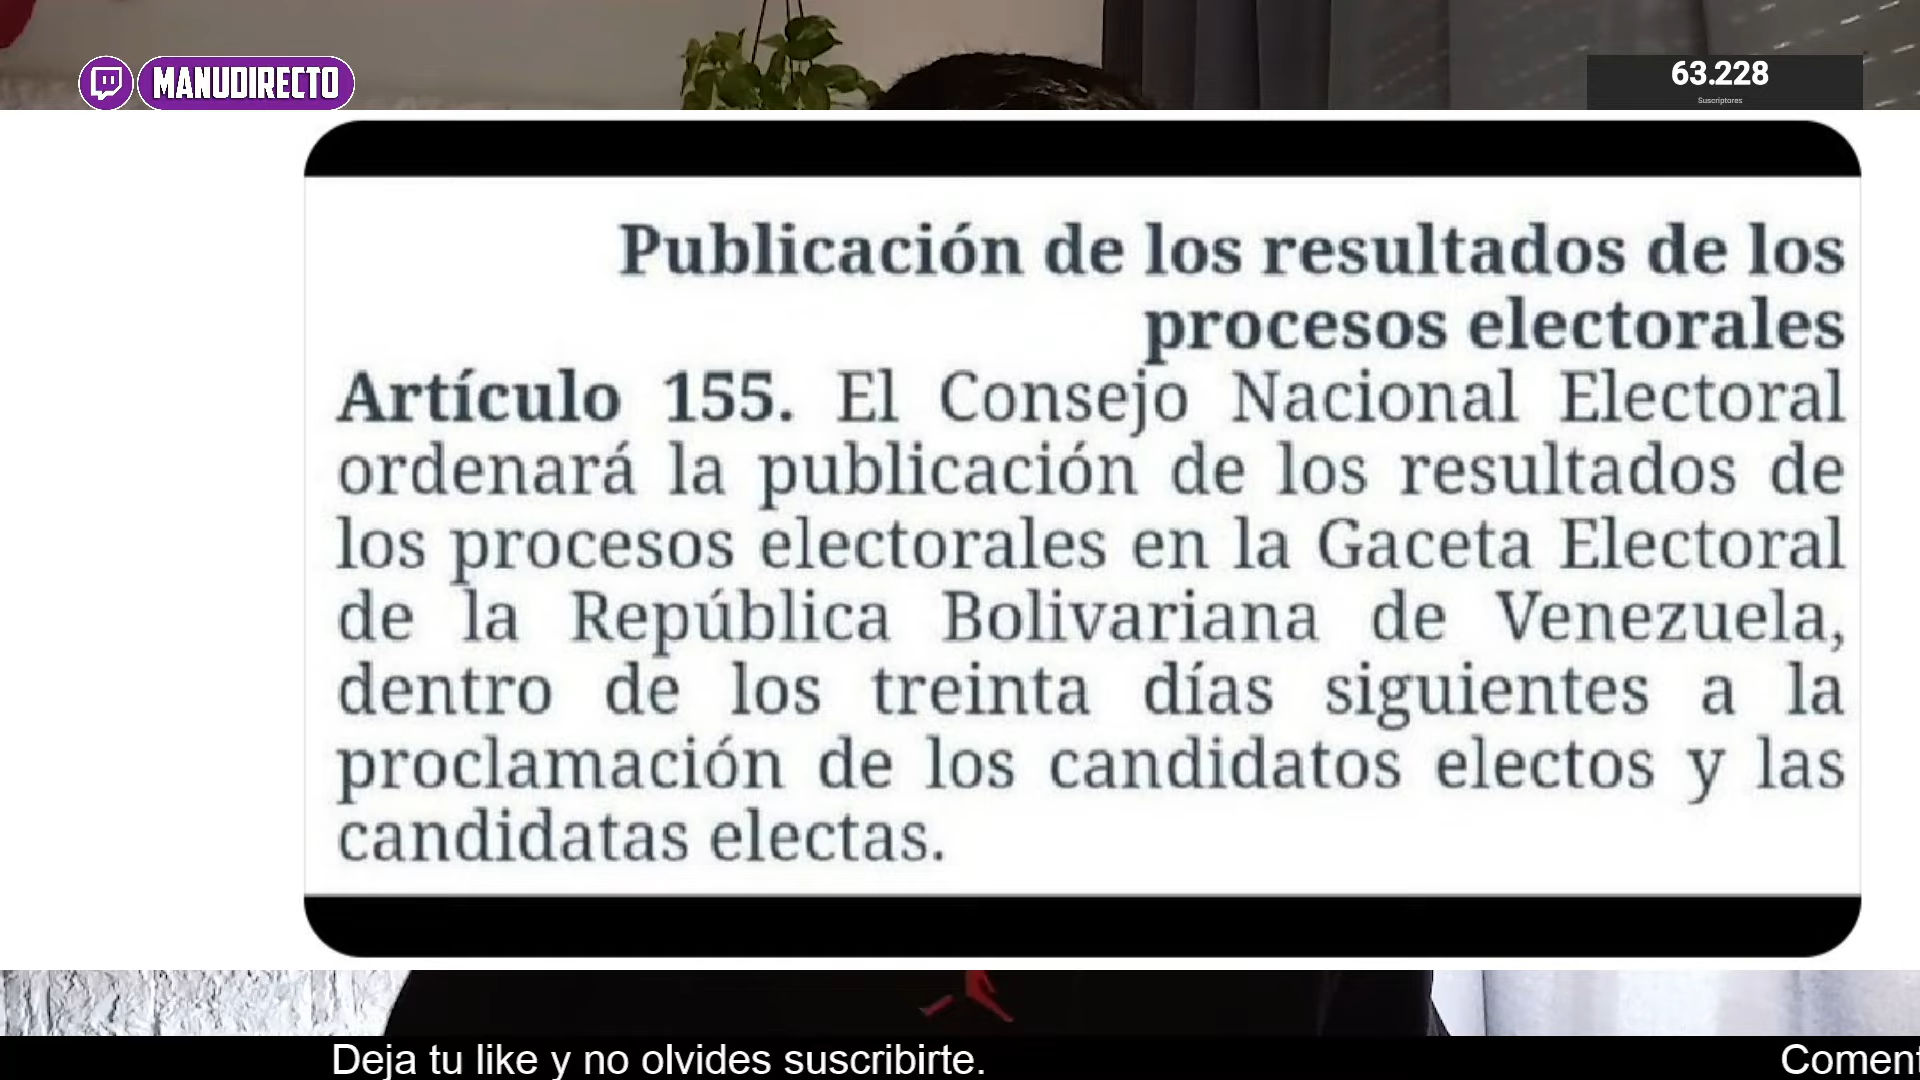 MANUDIRECTO
63.228
Suscriptores
Publicación de los resultados de los
procesos electorales
Artículo 155. El Consejo Nacional Electoral
ordenará la publicación de los resultados de
los procesos electorales en la Gaceta Electoral
de la República Bolivariana de Venezuela,
dentro de los treinta días siguientes a la
proclamación de los candidatos electos y las
candidatas electas.
Deja tu like y no olvides suscribirte.
Coment